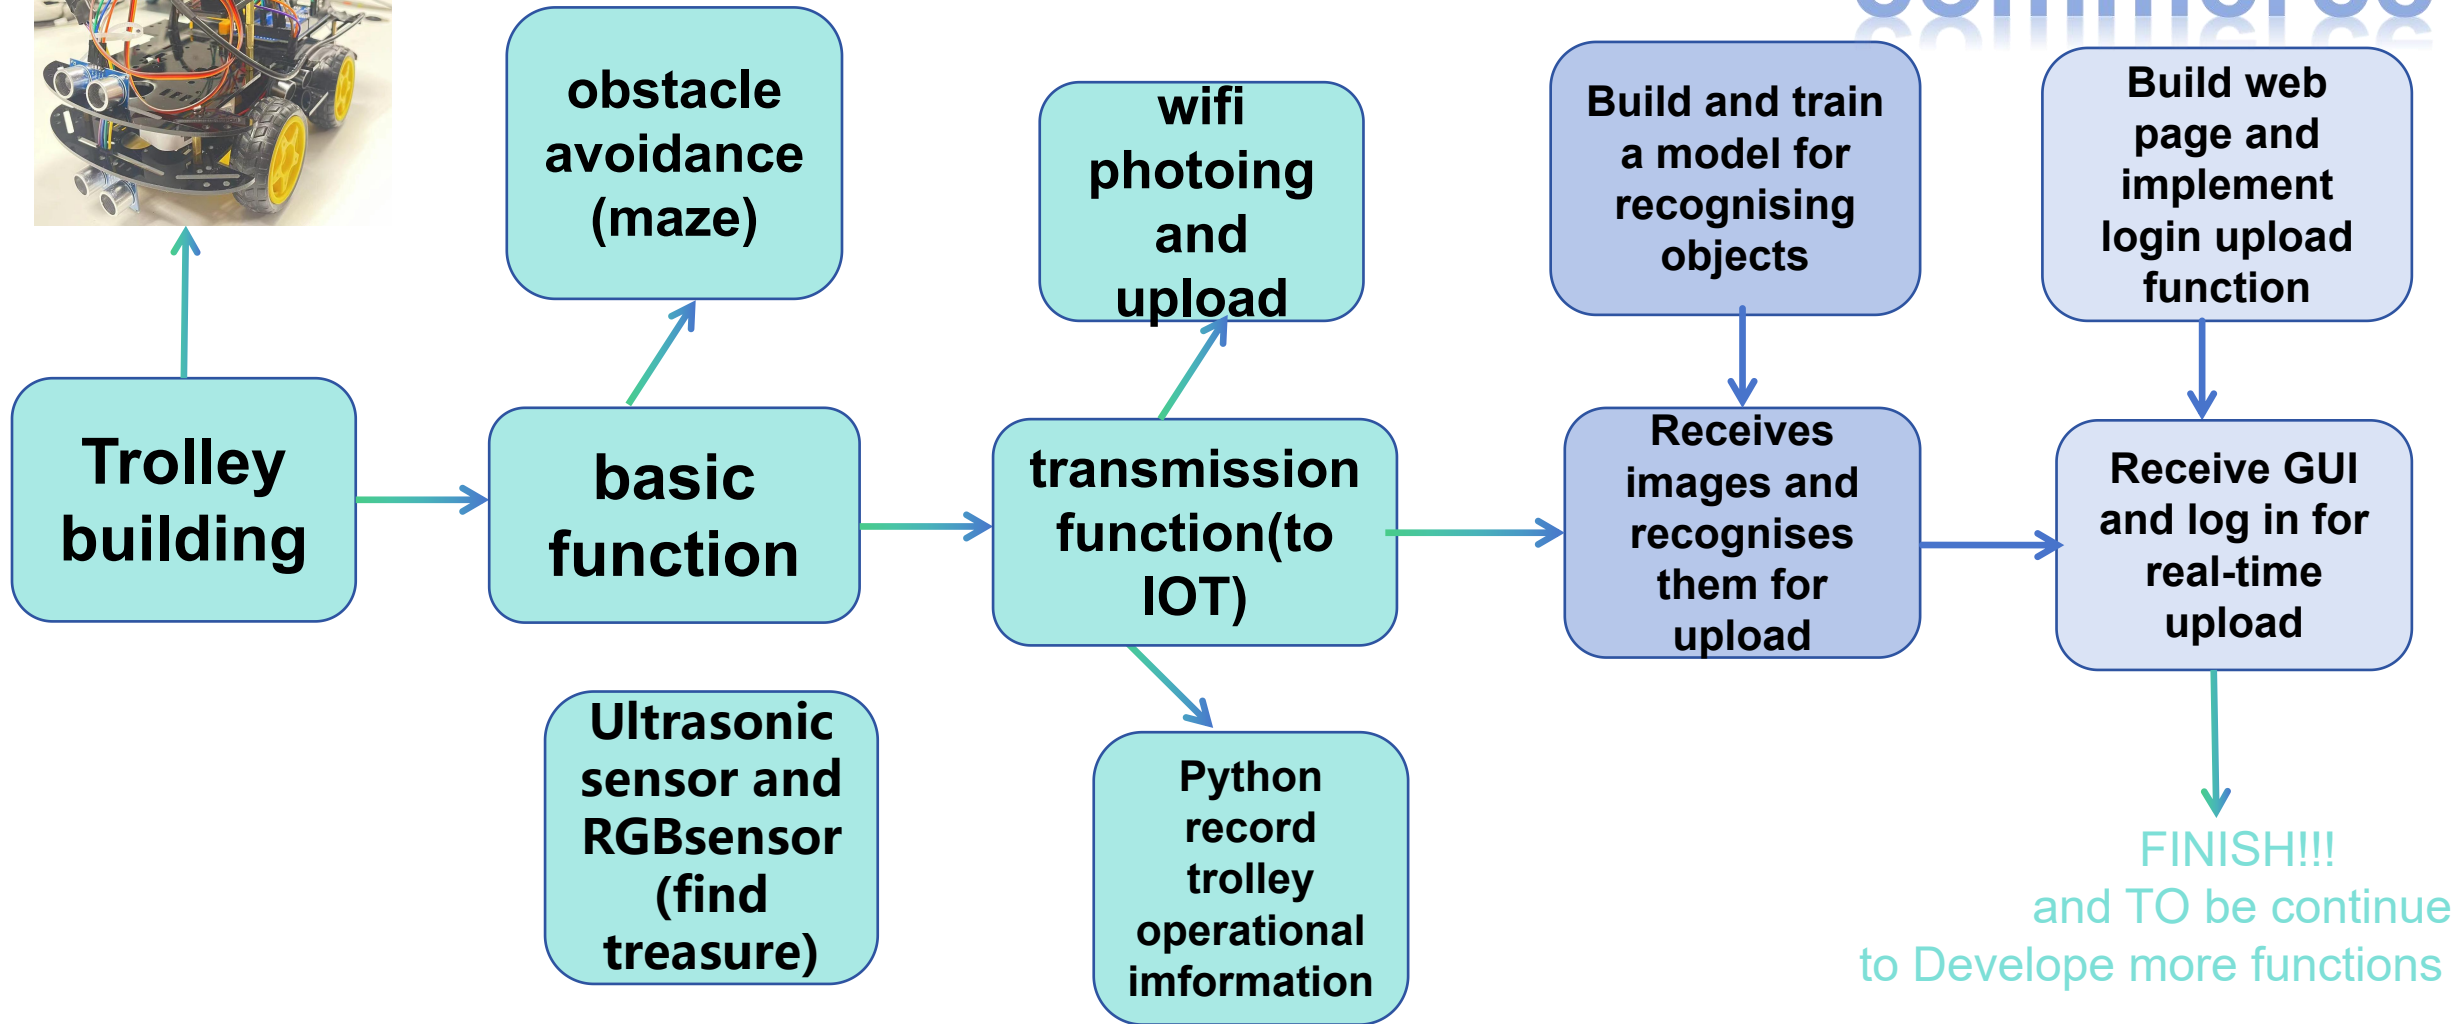 obstacle
avoidance
(maze)
wifi
photoing
and
upload
Build and train
a model for
recognising
objects
Build web
page and
implement
login upload
function
Trolley
building
basic
function
transmission
function(to
IOT)
Receives
images and
recognises
them for
upload
Receive GUI
and log in for
real-time
upload
Ultrasonic
sensor and
RGBsensor
(find
treasure)
Python
record
trolley
operational
imformation
FINISH!!!
and TO be continue
to Develope more functions